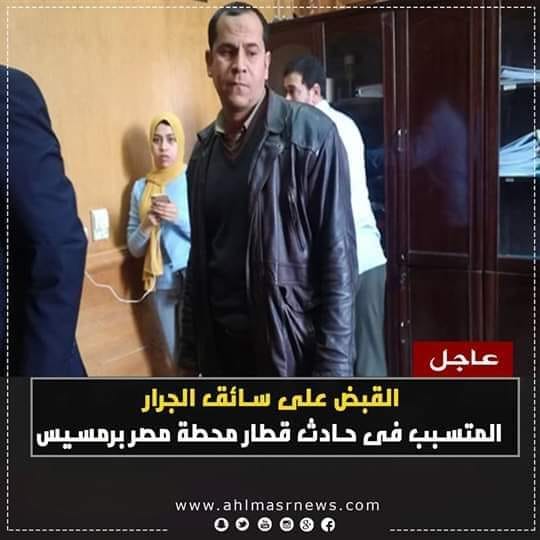 عاجل
القبض على سائق الجرار
المتسبب فى حادث قطار محطة مصر برمسيس
www.ahlmasrnews.com